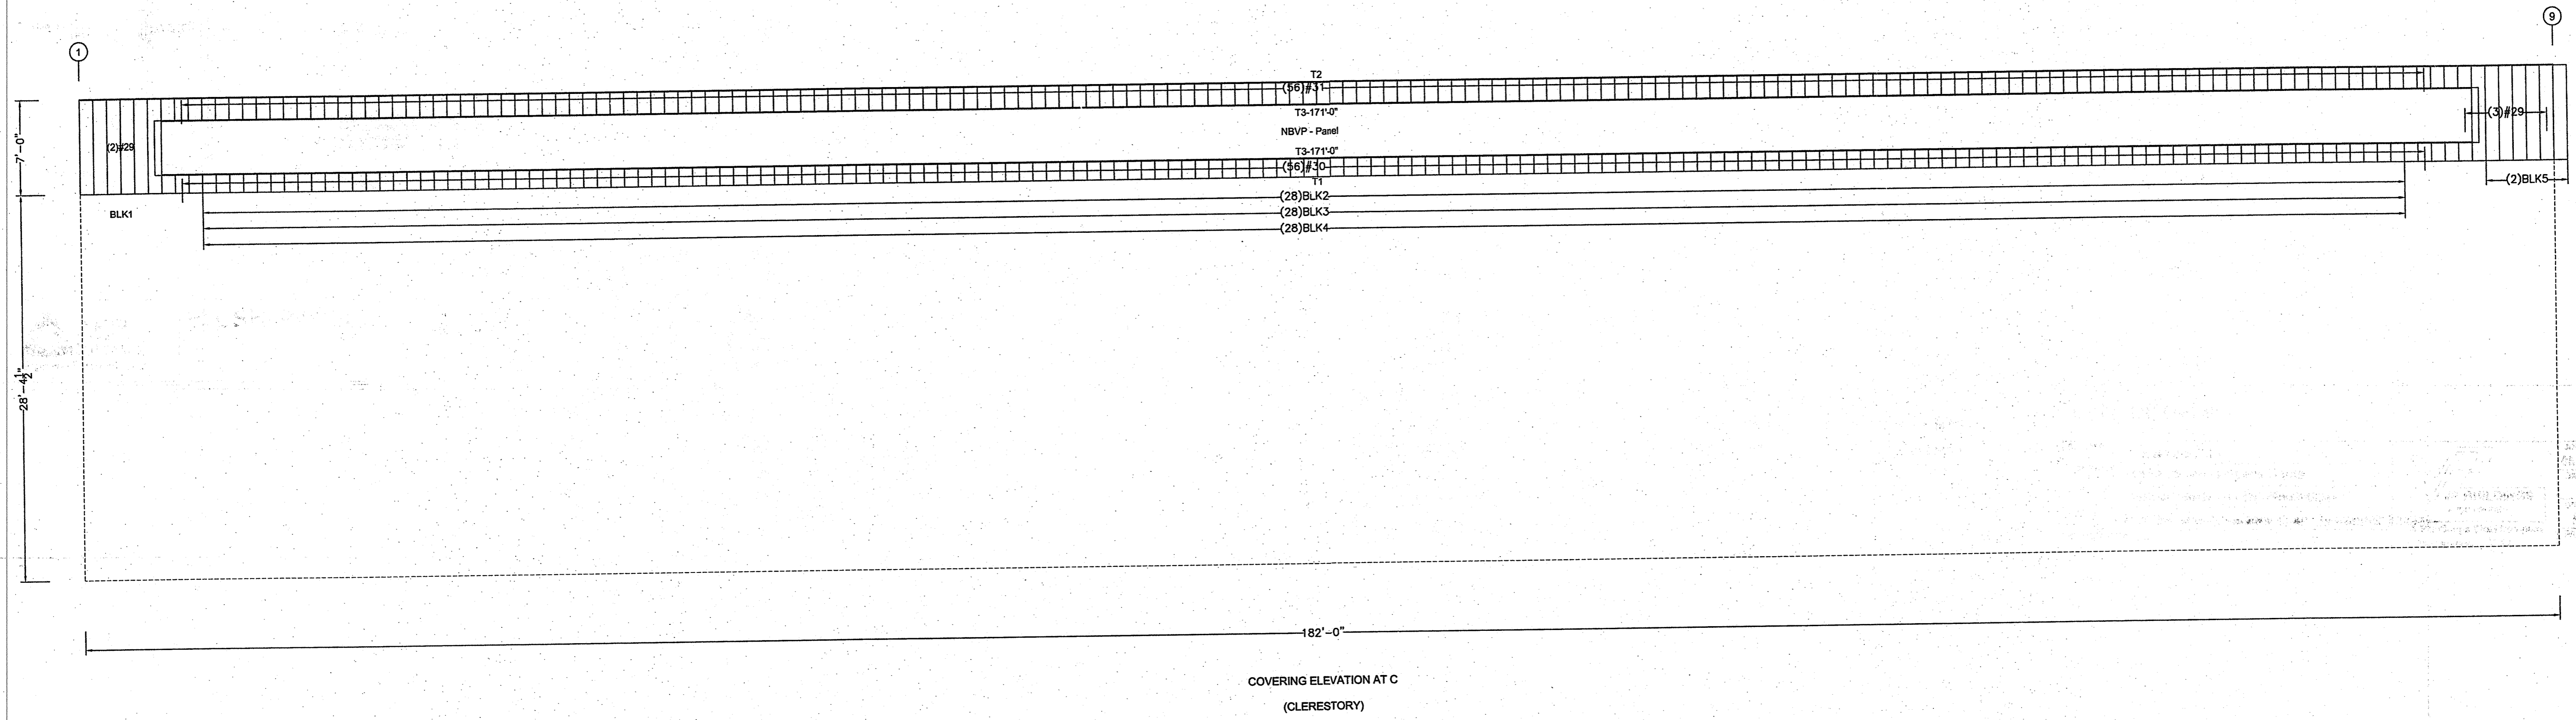 1
9
T2
(56)#31
T3-171'-0"
NBVP - Panel
T3-171'-0"
(56)#30
T1
(2)#29
(3)#29
7'-0"
(2)BLK5
BLK1
(28)BLK2
(28)BLK3
(28)BLK4
28'-4 1/2"
182'-0"
COVERING ELEVATION AT C
(CLERESTORY)